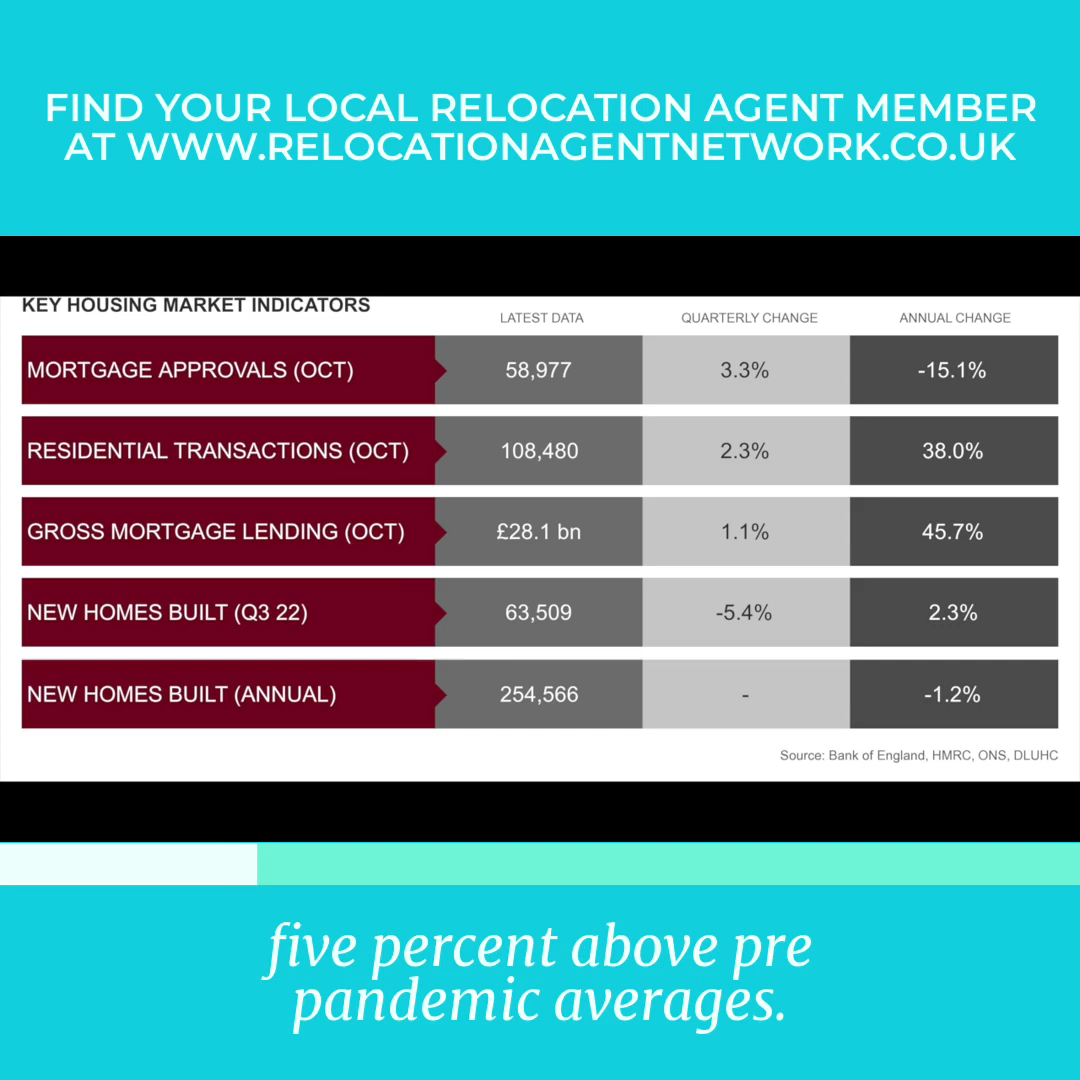 FIND YOUR LOCAL RELOCATION AGENT MEMBER
AT WWW.RELOCATIONAGENTNETWORK.CO.UK
KEY HOUSING MARKET INDICATORS
LATEST DATA QUARTERLY CHANGE ANNUAL CHANGE
MORTGAGE APPROVALS (OCT) 58,977 3.3% -15.1%
RESIDENTIAL TRANSACTIONS (OCT) 108,480 2.3% 38.0%
GROSS MORTGAGE LENDING (OCT) £28.1 bn 1.1% 45.7%
NEW HOMES BUILT (Q3 22) 63,509 -5.4% 2.3%
NEW HOMES BUILT (ANNUAL) 254,566 - -1.2%
Source: Bank of England, HMRC, ONS, DLUHC
five percent above pre
pandemic averages.